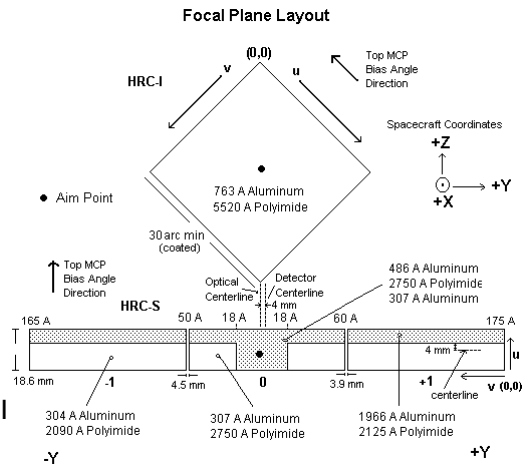 Focal Plane Layout
(0,0)
HRC-I
v
u
Top MCP
Bias Angle
Direction
Spacecraft Coordinates
+Z
+Y
+X
Aim Point
763 A Aluminum
5520 A Polyimide
30 arc min
(coated)
Top MCP
Bias Angle
Direction
Optical
Centerline
Detector
Centerline
4 mm
486 A Aluminum
2750 A Polyimide
307 A Aluminum
HRC-S
165 A
50 A
18 A
18 A
60 A
175 A
4 mm
u
18.6 mm
-1
4.5 mm
0
3.9 mm
+1
v (0,0)
centerline
304 A Aluminum
2090 A Polyimide
307 A Aluminum
2750 A Polyimide
1966 A Aluminum
2125 A Polyimide
-Y
+Y